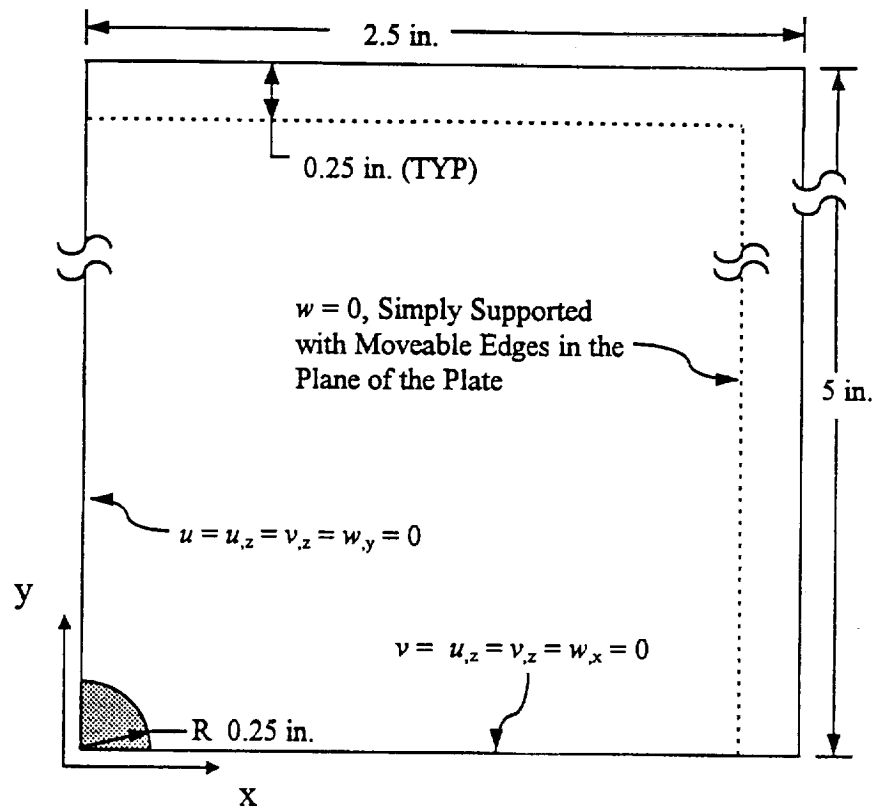 2.5 in.
0.25 in. (TYP)
w = 0, Simply Supported
with Moveable Edges in the
Plane of the Plate
5 in.
u = u,z = v,z = w,y = 0
y
v = u,z = v,z = w,x = 0
R 0.25 in.
x